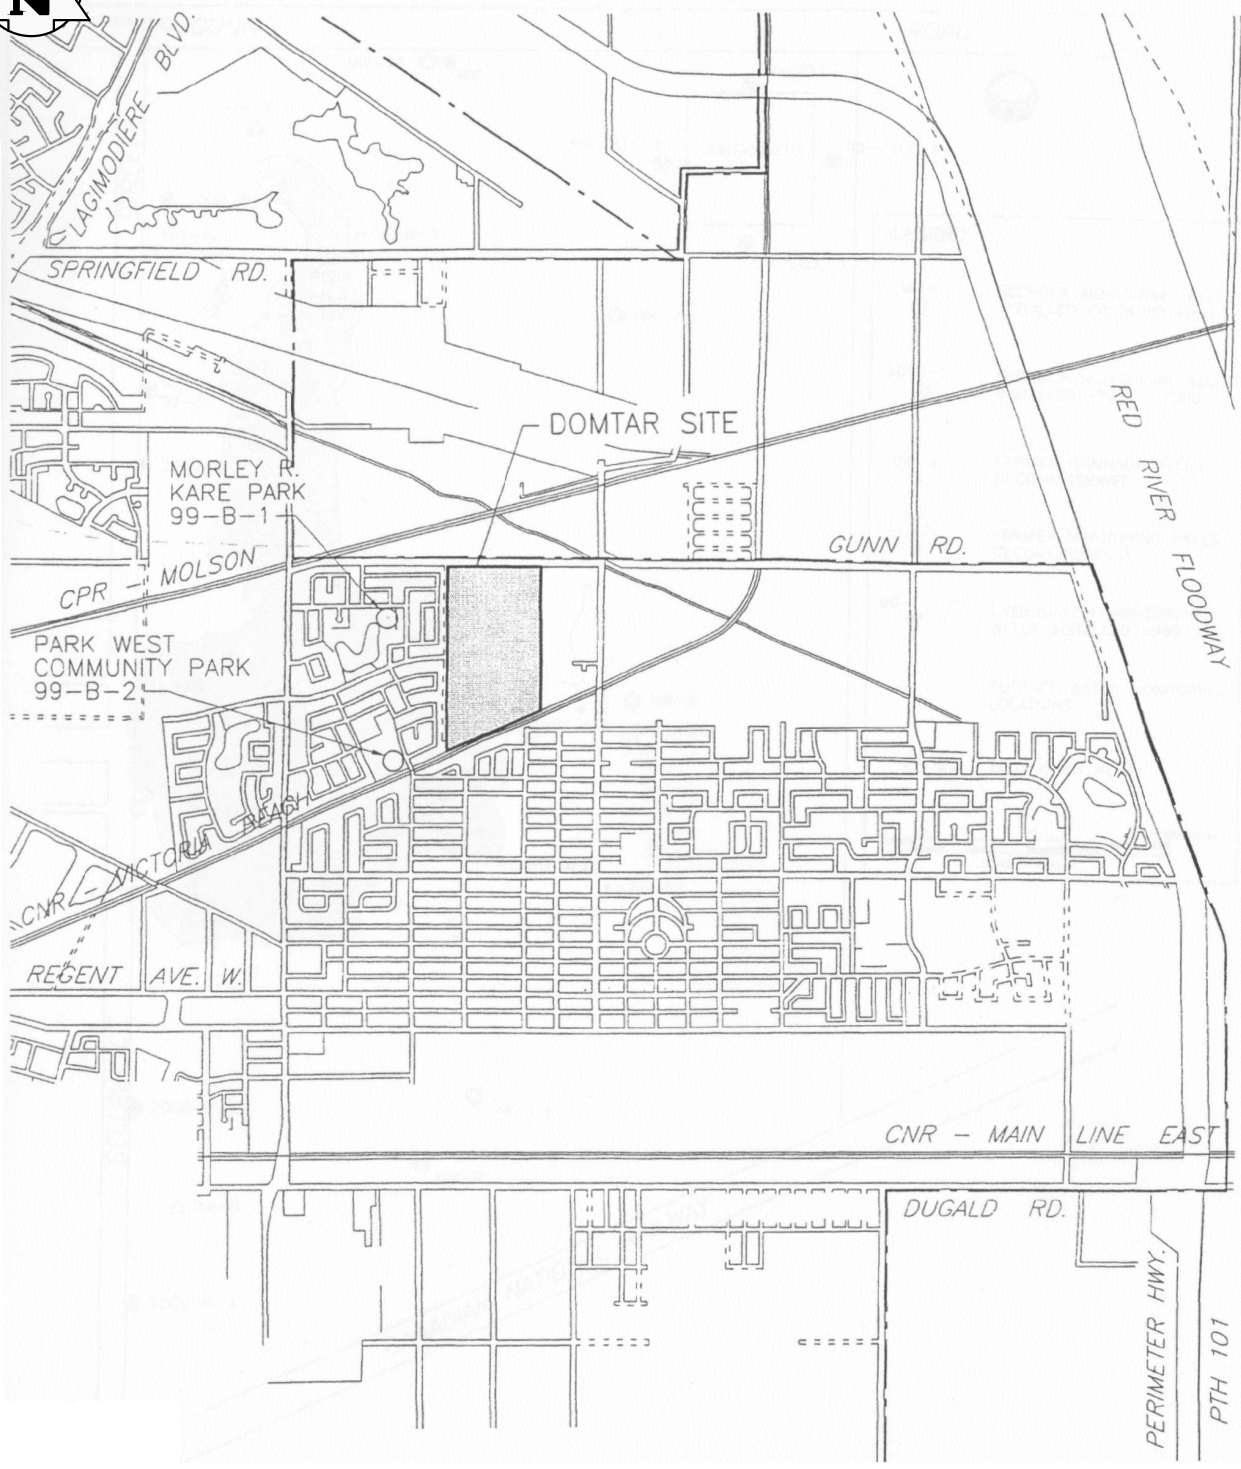 N
LAGIMODIERE BLVD.
SPRINGFIELD RD.
DOMTAR SITE
MORLEY R.
KARE PARK
99-B-1
RED RIVER FLOODWAY
GUNN RD.
CPR - MOLSON
PARK WEST
COMMUNITY PARK
99-B-2
CNR - VICTORIA
REGENT AVE. W.
CNR - MAIN LINE EAST
DUGALD RD.
PERIMETER HWY.
PTH 101